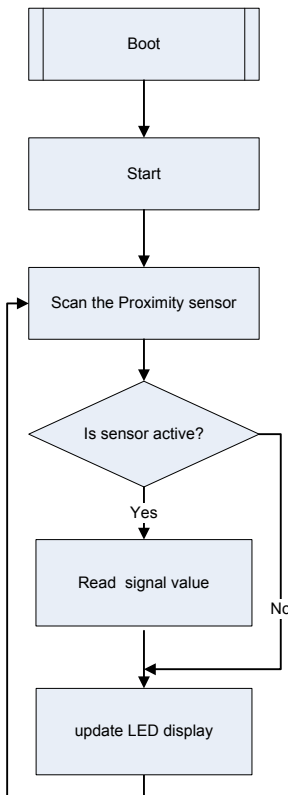 Boot
Start
Scan the Proximity sensor
Is sensor active?
Yes
Read signal value
No
update LED display